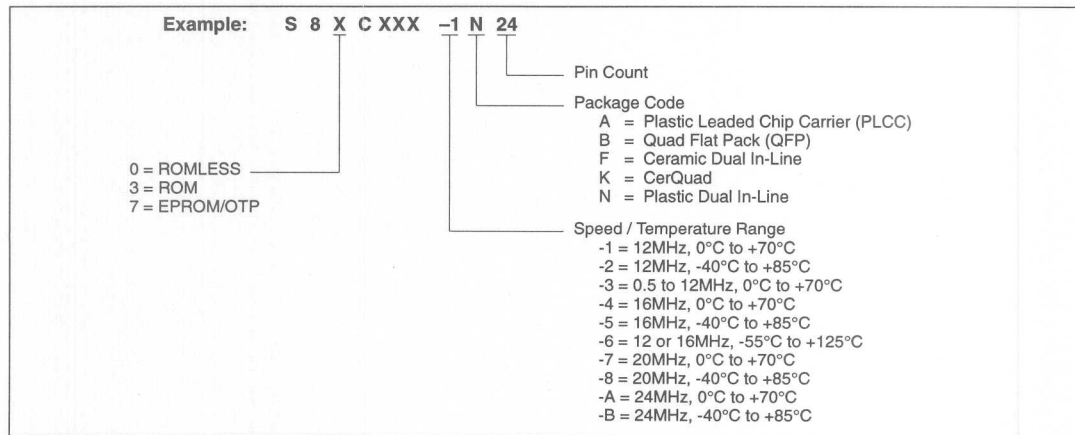 Example: S 8 X C XXX –1 N 24
Pin Count
Package Code
A = Plastic Leaded Chip Carrier (PLCC)
B = Quad Flat Pack (QFP)
F = Ceramic Dual In-Line
K = CerQuad
N = Plastic Dual In-Line
0 = ROMLESS
3 = ROM
7 = EPROM/OTP
Speed / Temperature Range
-1 = 12MHz, 0°C to +70°C
-2 = 12MHz, -40°C to +85°C
-3 = 0.5 to 12MHz, 0°C to +70°C
-4 = 16MHz, 0°C to +70°C
-5 = 16MHz, -40°C to +85°C
-6 = 12 or 16MHz, -55°C to +125°C
-7 = 20MHz, 0°C to +70°C
-8 = 20MHz, -40°C to +85°C
-A = 24MHz, 0°C to +70°C
-B = 24MHz, -40°C to +85°C